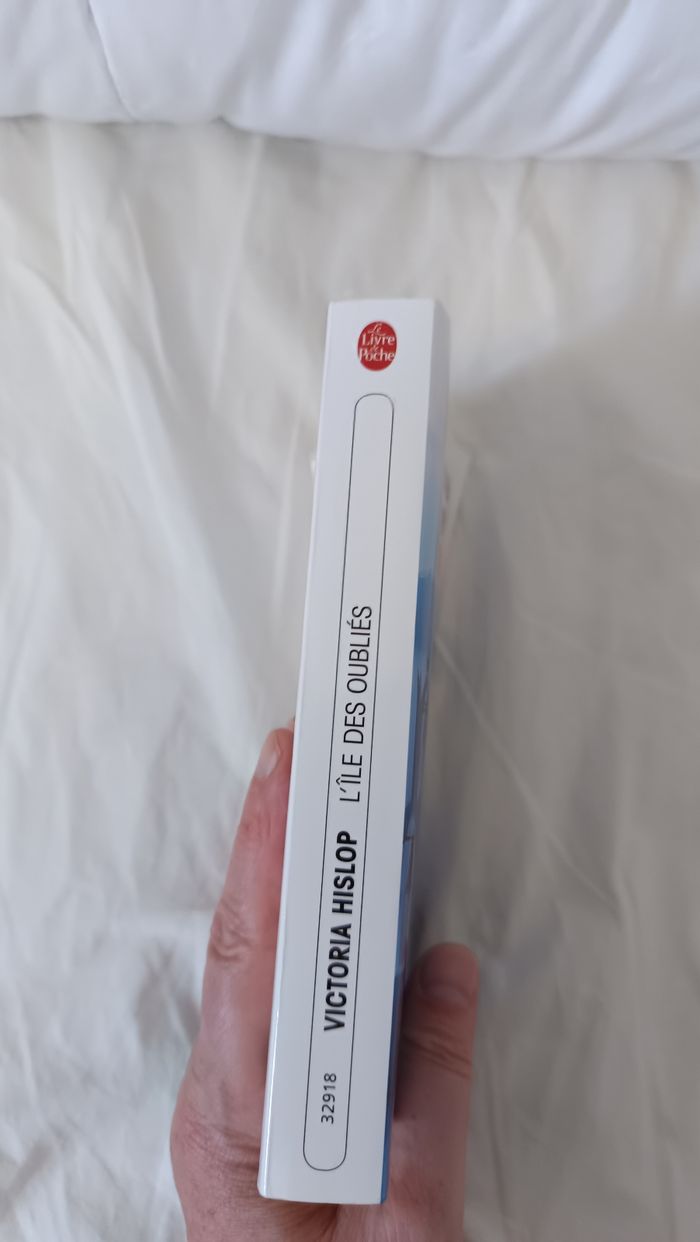 Le
Livre
de
Poche
32918 VICTORIA HISLOP L'ÎLE DES OUBLIÉS